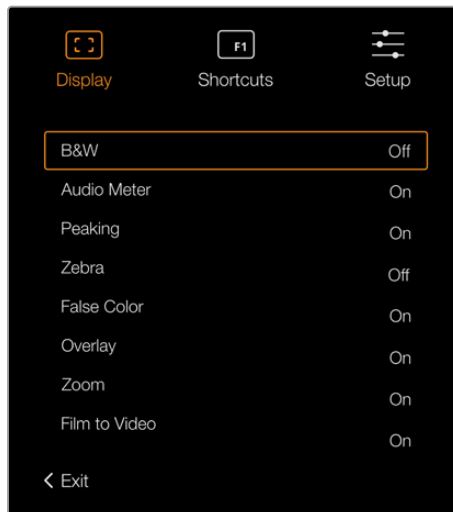 F1
Display Shortcuts Setup
B&W Off
Audio Meter On
Peaking On
Zebra Off
False Color On
Overlay On
Zoom On
Film to Video On
Exit